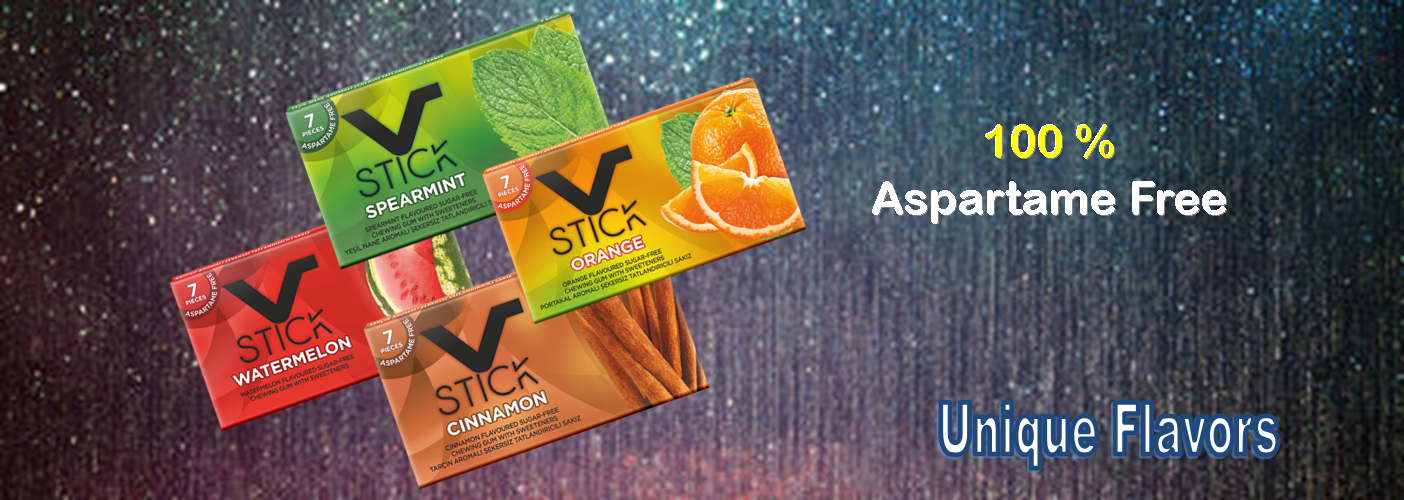 7
PIECES
ASPARTAME FREE
V
STICK
SPEARMINT
SPEARMINT FLAVOURED SUGAR-FREE
CHEWING GUM WITH SWEETENERS
YEŞİL NANE AROMALI ŞEKERSİZ TATLANDIRICILI
7
PIECES
ASPARTAME FREE
V
STICK
ORANGE
ORANGE FLAVOURED SUGAR-FREE
CHEWING GUM WITH SWEETENERS
PORTAKAL AROMALI ŞEKERSİZ TATLANDIRICILI SAKIZ
7
PIECES
ASPARTAME FREE
V
STICK
WATERMELON
WATERMELON FLAVOURED SUGAR-FREE
CHEWING GUM WITH SWEETENERS
7
PIECES
ASPARTAME FREE
V
STICK
CINNAMON
CINNAMON FLAVOURED SUGAR-FREE
CHEWING GUM WITH SWEETENERS
TARÇIN AROMALI ŞEKERSİZ TATLANDIRICILI SAKIZ
100 %
Aspartame Free
Unique Flavors